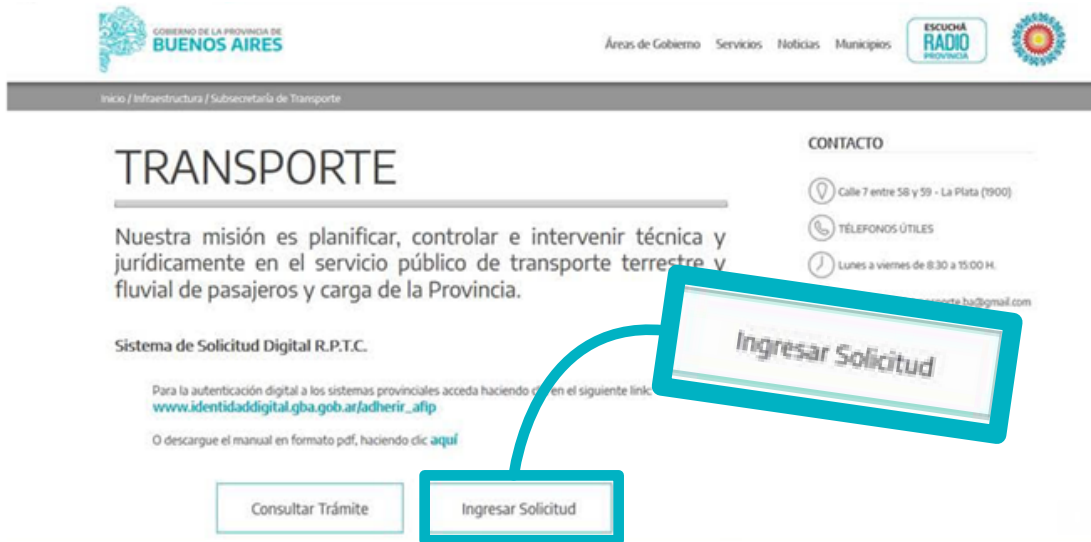 GOBIERNO DE LA PROVINCIA DE
BUENOS AIRES
Áreas de Gobierno Servicios Noticias Municipios
ESCUCHÁ
RADIO
PROVINCIA
Inicio / Infraestructura / Subsecretaría de Transporte
TRANSPORTE
Nuestra misión es planificar, controlar e intervenir técnica y
jurídicamente en el servicio público de transporte terrestre y
fluvial de pasajeros y carga de la Provincia.
Sistema de Solicitud Digital R.P.T.C.
Para la autenticación digital a los sistemas provinciales acceda haciendo en el siguiente link:
www.identidaddigital.gba.gob.ar/adherir_afip
O descargue el manual en formato pdf, haciendo clic aquí
Consultar Trámite
Ingresar Solicitud
CONTACTO
Calle 7 entre 58 y 59 - La Plata (1900)
TÉLEFONOS ÚTILES
Lunes a viernes de 8:30 a 15:00 H.
Ingresar Solicitud